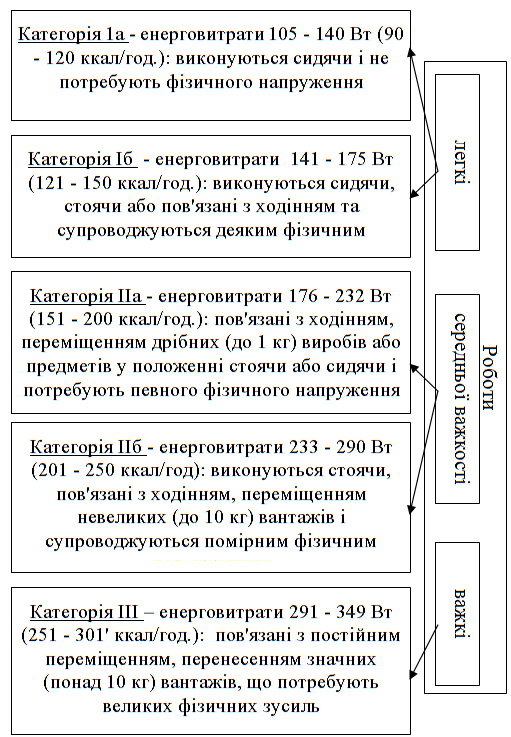 Категорія 1а - енерговитрати 105 - 140 Вт (90
- 120 ккал/год.): виконуються сидячи і не
потребують фізичного напруження
Категорія Іб - енерговитрати 141 - 175 Вт
(121 - 150 ккал/год.): виконуються сидячи,
стоячи або пов'язані з ходінням та
супроводжуються деяким фізичним
Категорія ІІа - енерговитрати 176 - 232 Вт
(151 - 200 ккал/год.): пов'язані з ходінням,
переміщенням дрібних (до 1 кг) виробів або
предметів у положенні стоячи або сидячи і
потребують певного фізичного напруження
Категорія ІІб - енерговитрати 233 - 290 Вт
(201 - 250 ккал/год): виконуються стоячи,
пов'язані з ходінням, переміщенням
невеликих (до 10 кг) вантажів і
супроводжуються помірним фізичним
Категорія ІІІ – енерговитрати 291 - 349 Вт
(251 - 301' ккал/год.): пов'язані з постійним
переміщенням, перенесенням значних
(понад 10 кг) вантажів, що потребують
великих фізичних зусиль
Роботи
легкі
середньої важкості
важкі